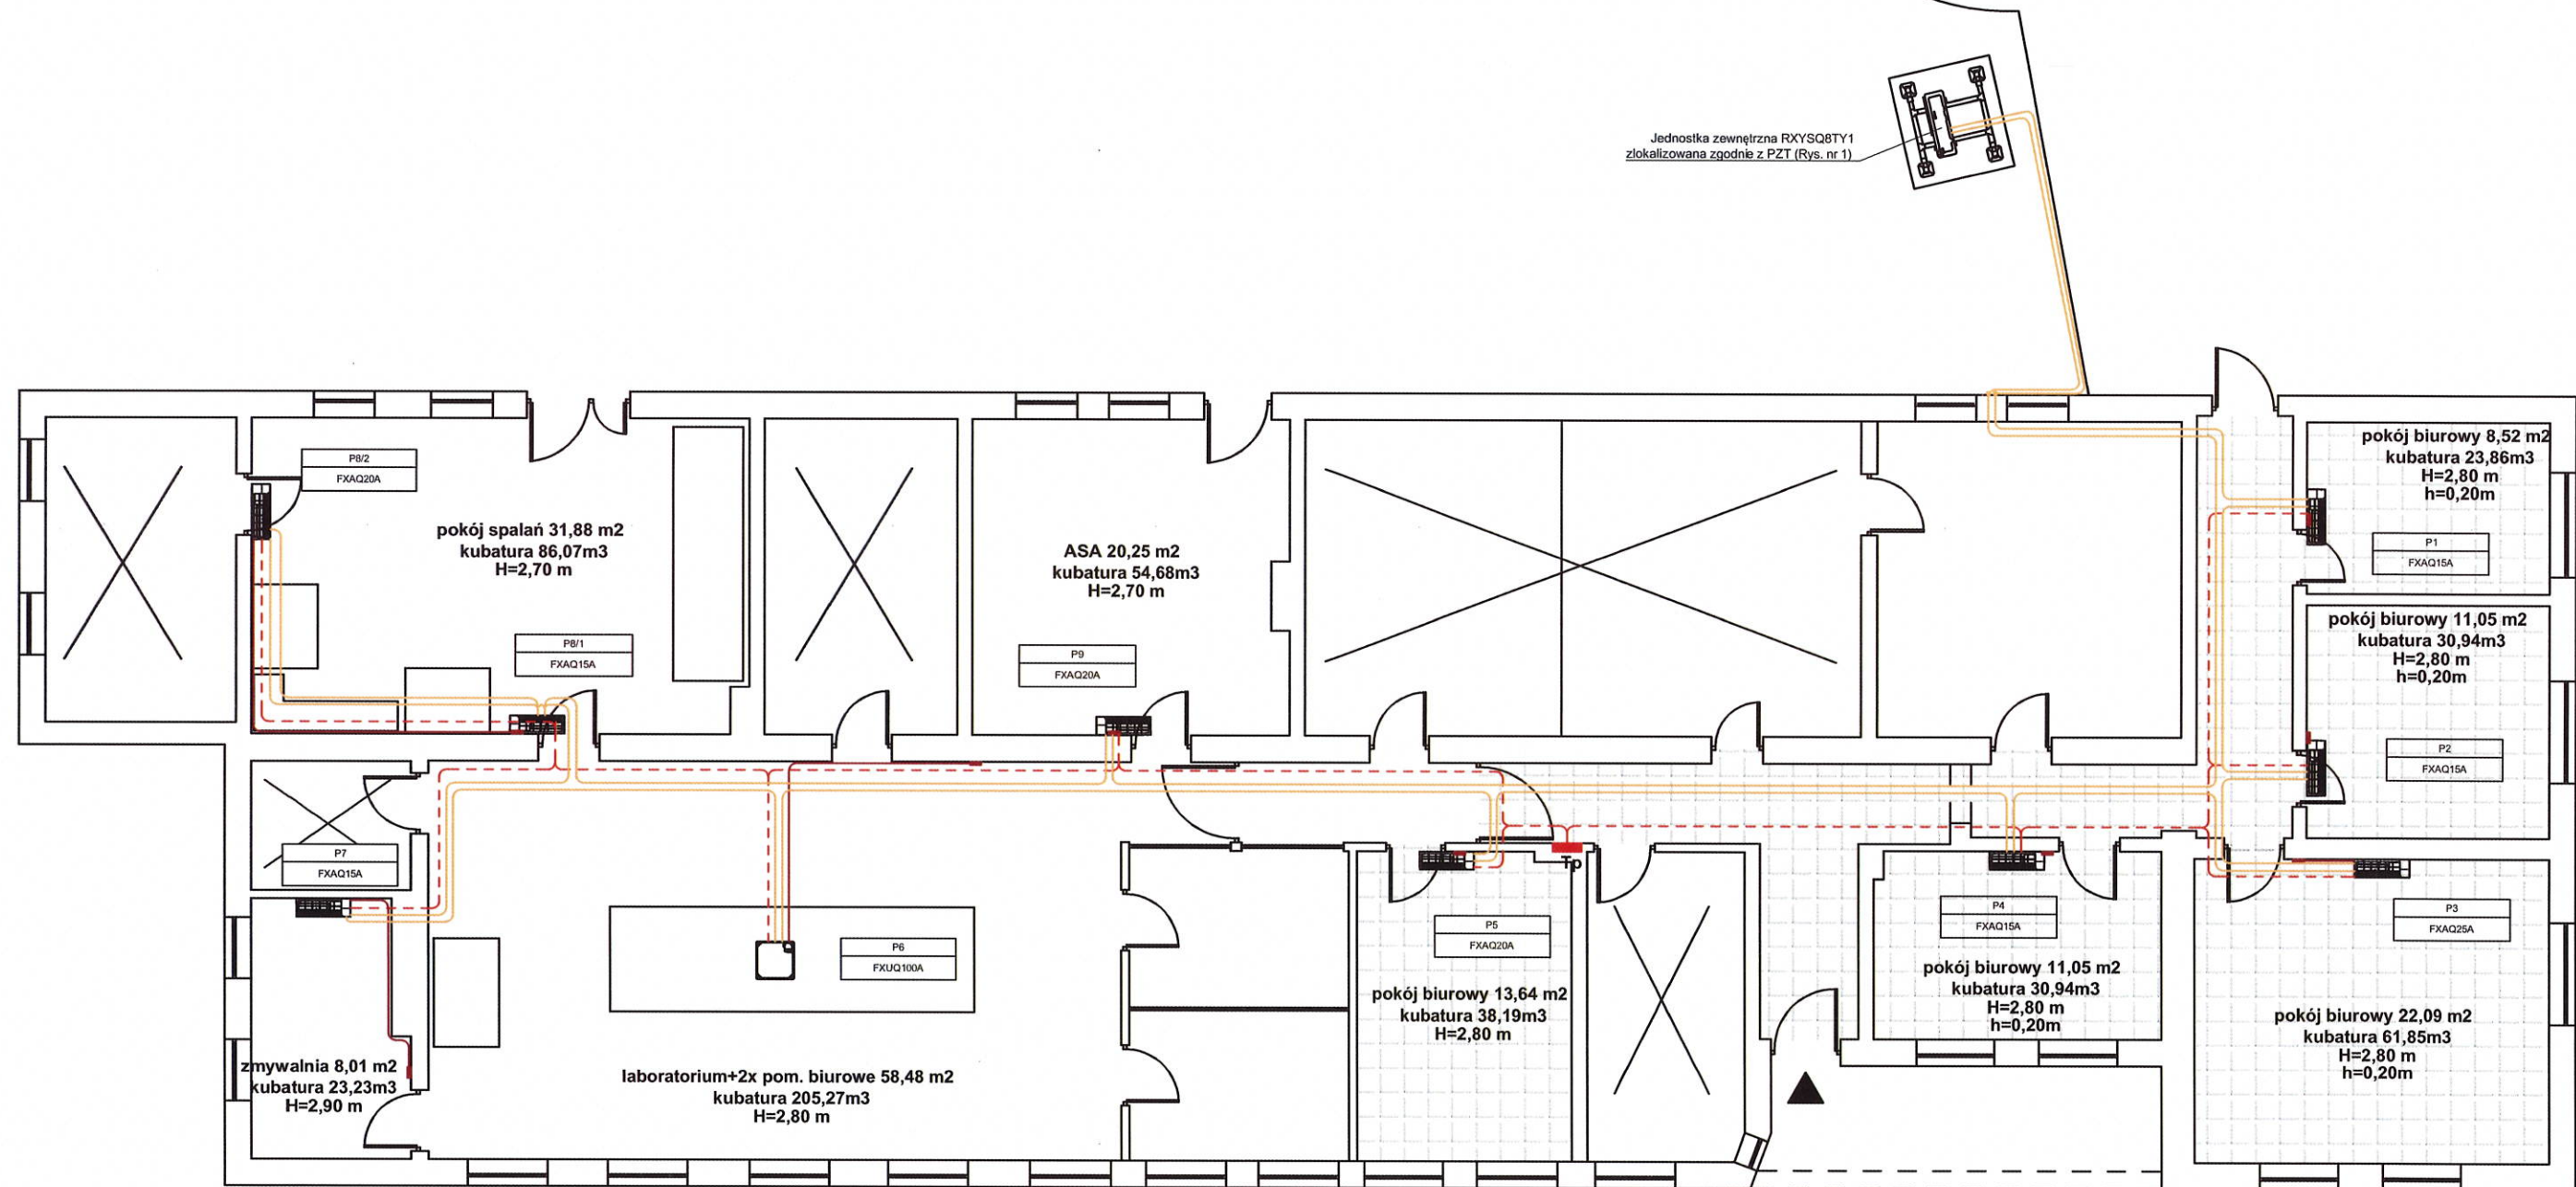 Jednostka zewnętrzna RXYSQ8TY1
zlokalizowana zgodnie z PZT (Rys. nr 1)
P8/2
FXAQ20A
pokój spalań 31,88 m2
kubatura 86,07m3
H=2,70 m
P8/1
FXAQ15A
ASA 20,25 m2
kubatura 54,68m3
H=2,70 m
P9
FXAQ20A
pokój biurowy 8,52 m2
kubatura 23,86m3
H=2,80 m
h=0,20m
P1
FXAQ15A
pokój biurowy 11,05 m2
kubatura 30,94m3
H=2,80 m
h=0,20m
P2
FXAQ15A
P7
FXAQ15A
zmywalnia 8,01 m2
kubatura 23,23m3
H=2,90 m
P6
FXUQ100A
laboratorium+2x pom. biurowe 58,48 m2
kubatura 205,27m3
H=2,80 m
P5
FXAQ20A
pokój biurowy 13,64 m2
kubatura 38,19m3
H=2,80 m
P4
FXAQ15A
pokój biurowy 11,05 m2
kubatura 30,94m3
H=2,80 m
h=0,20m
P3
FXAQ25A
pokój biurowy 22,09 m2
kubatura 61,85m3
H=2,80 m
h=0,20m